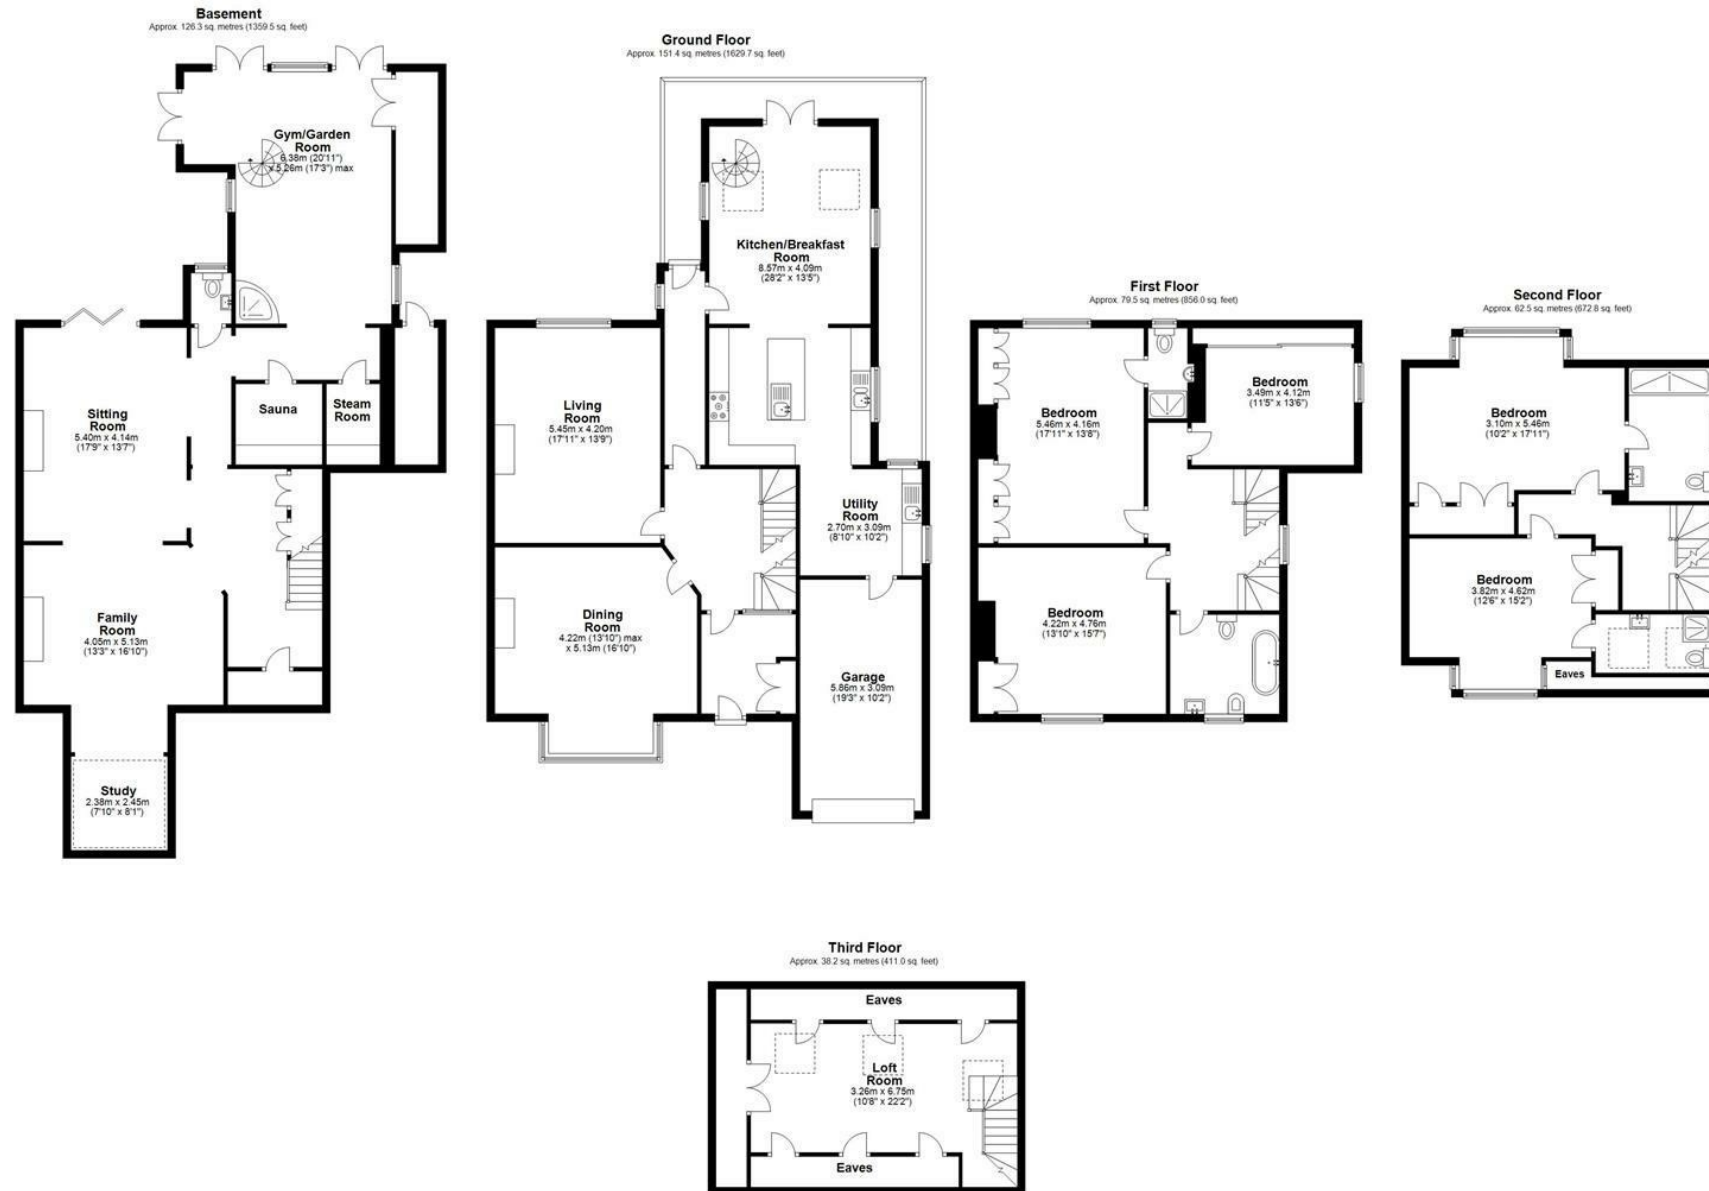 Basement
Approx. 126.3 sq. metres (1359.5 sq. feet)
Gym/Garden
Room
6.38m (20'11")
x 5.26m (17'3") max
Sauna
Steam
Room
Sitting
Room
5.40m x 4.14m
(17'9" x 13'7")
Family
Room
4.05m x 5.13m
(13'3" x 16'10")
Study
2.38m x 2.45m
(7'10" x 8'1")
Ground Floor
Approx. 151.4 sq. metres (1629.7 sq. feet)
Kitchen/Breakfast
Room
8.57m x 4.09m
(28'2" x 13'5")
Living
Room
5.45m x 4.20m
(17'11" x 13'9")
Utility
Room
2.70m x 3.09m
(8'10" x 10'2")
Dining
Room
4.22m (13'10") max
x 5.13m (16'10")
Garage
5.86m x 3.09m
(19'3" x 10'2")
First Floor
Approx. 79.5 sq. metres (856.0 sq. feet)
Bedroom
3.49m x 4.12m
(11'5" x 13'6")
Bedroom
5.46m x 4.16m
(17'11" x 13'8")
Bedroom
4.22m x 4.76m
(13'10" x 15'7")
Second Floor
Approx. 62.5 sq. metres (672.8 sq. feet)
Bedroom
3.10m x 5.46m
(10'2" x 17'11")
Bedroom
3.82m x 4.62m
(12'6" x 15'2")
Eaves
Third Floor
Approx. 38.2 sq. metres (411.0 sq. feet)
Eaves
Loft
Room
3.26m x 6.75m
(10'8" x 22'2")
Eaves